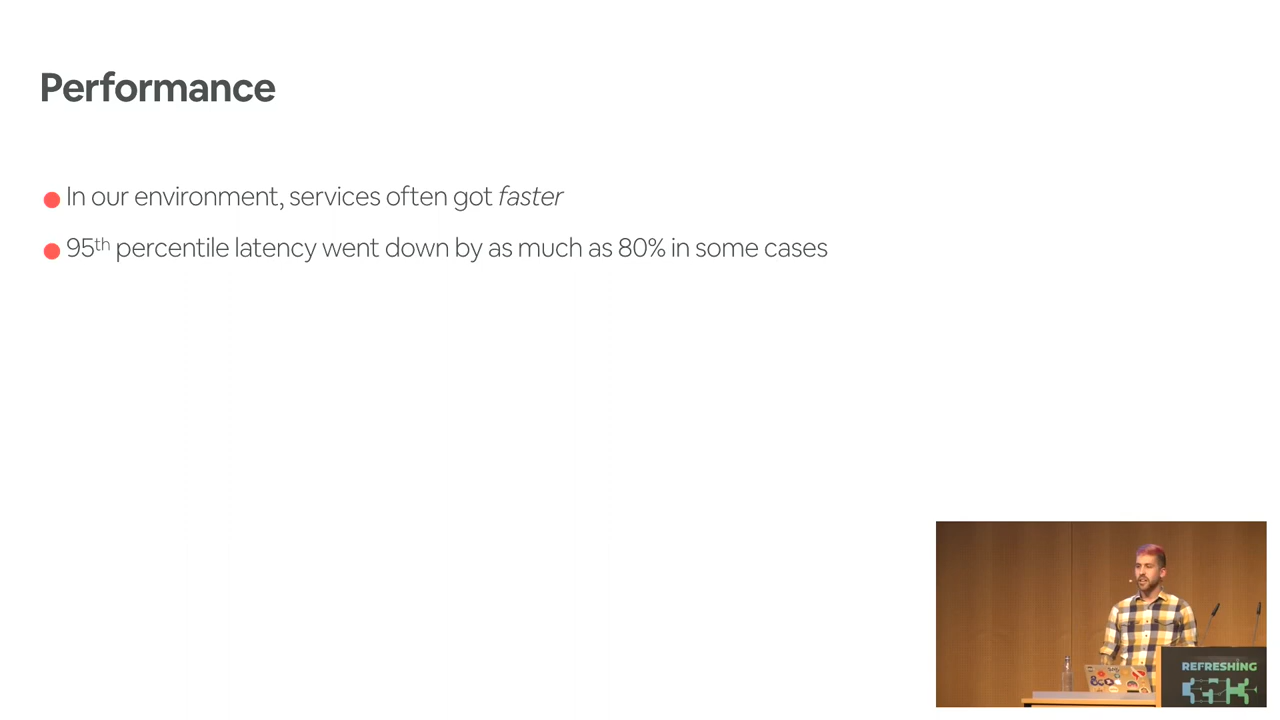 Performance
In our environment, services often got faster
95th percentile latency went down by as much as 80% in some cases
REFRESHING